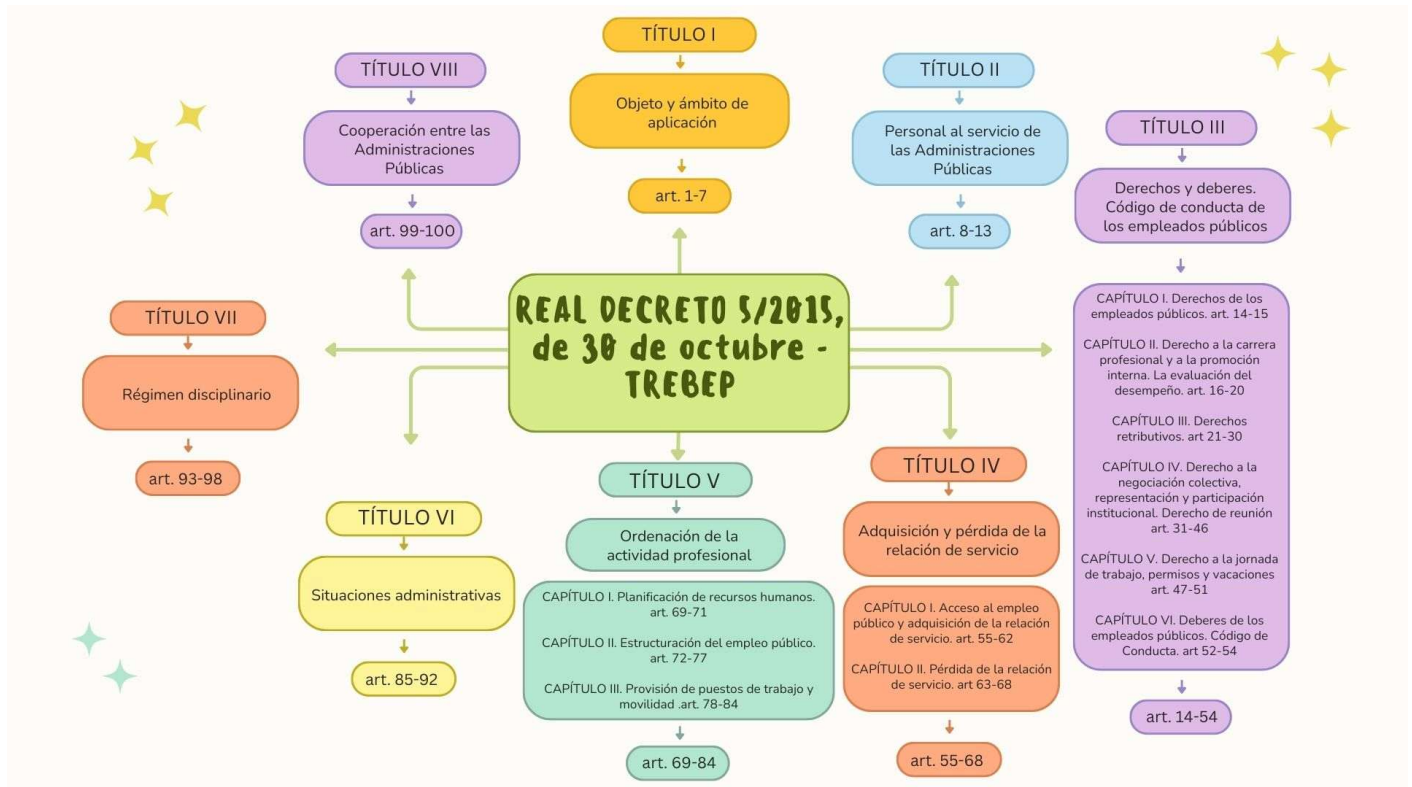 REAL DECRETO 5/2015,
de 30 de octubre -
TREBEP
TÍTULO I
Objeto y ámbito de
aplicación
art. 1-7
TÍTULO II
Personal al servicio de
las Administraciones
Públicas
art. 8-13
TÍTULO III
Derechos y deberes.
Código de conducta de
los empleados públicos
CAPÍTULO I. Derechos de los
empleados públicos. art. 14-15
CAPÍTULO II. Derecho a la carrera
profesional y a la promoción
interna. La evaluación del
desempeño. art. 16-20
CAPÍTULO III. Derechos
retributivos. art 21-30
CAPÍTULO IV. Derecho a la
negociación colectiva,
representación y participación
institucional. Derecho de reunión
art. 31-46
CAPÍTULO V. Derecho a la jornada
de trabajo, permisos y vacaciones
art. 47-51
CAPÍTULO VI. Deberes de los
empleados públicos. Código de
Conducta. art 52-54
art. 14-54
TÍTULO IV
Adquisición y pérdida de la
relación de servicio
CAPÍTULO I. Acceso al empleo
público y adquisición de la relación
de servicio. art. 55-62
CAPÍTULO II. Pérdida de la relación
de servicio. art 63-68
art. 55-68
TÍTULO V
Ordenación de la
actividad profesional
CAPÍTULO I. Planificación de recursos humanos.
art. 69-71
CAPÍTULO II. Estructuración del empleo público.
art. 72-77
CAPÍTULO III. Provisión de puestos de trabajo y
movilidad .art. 78-84
art. 69-84
TÍTULO VI
Situaciones administrativas
art. 85-92
TÍTULO VII
Régimen disciplinario
art. 93-98
TÍTULO VIII
Cooperación entre las
Administraciones
Públicas
art. 99-100